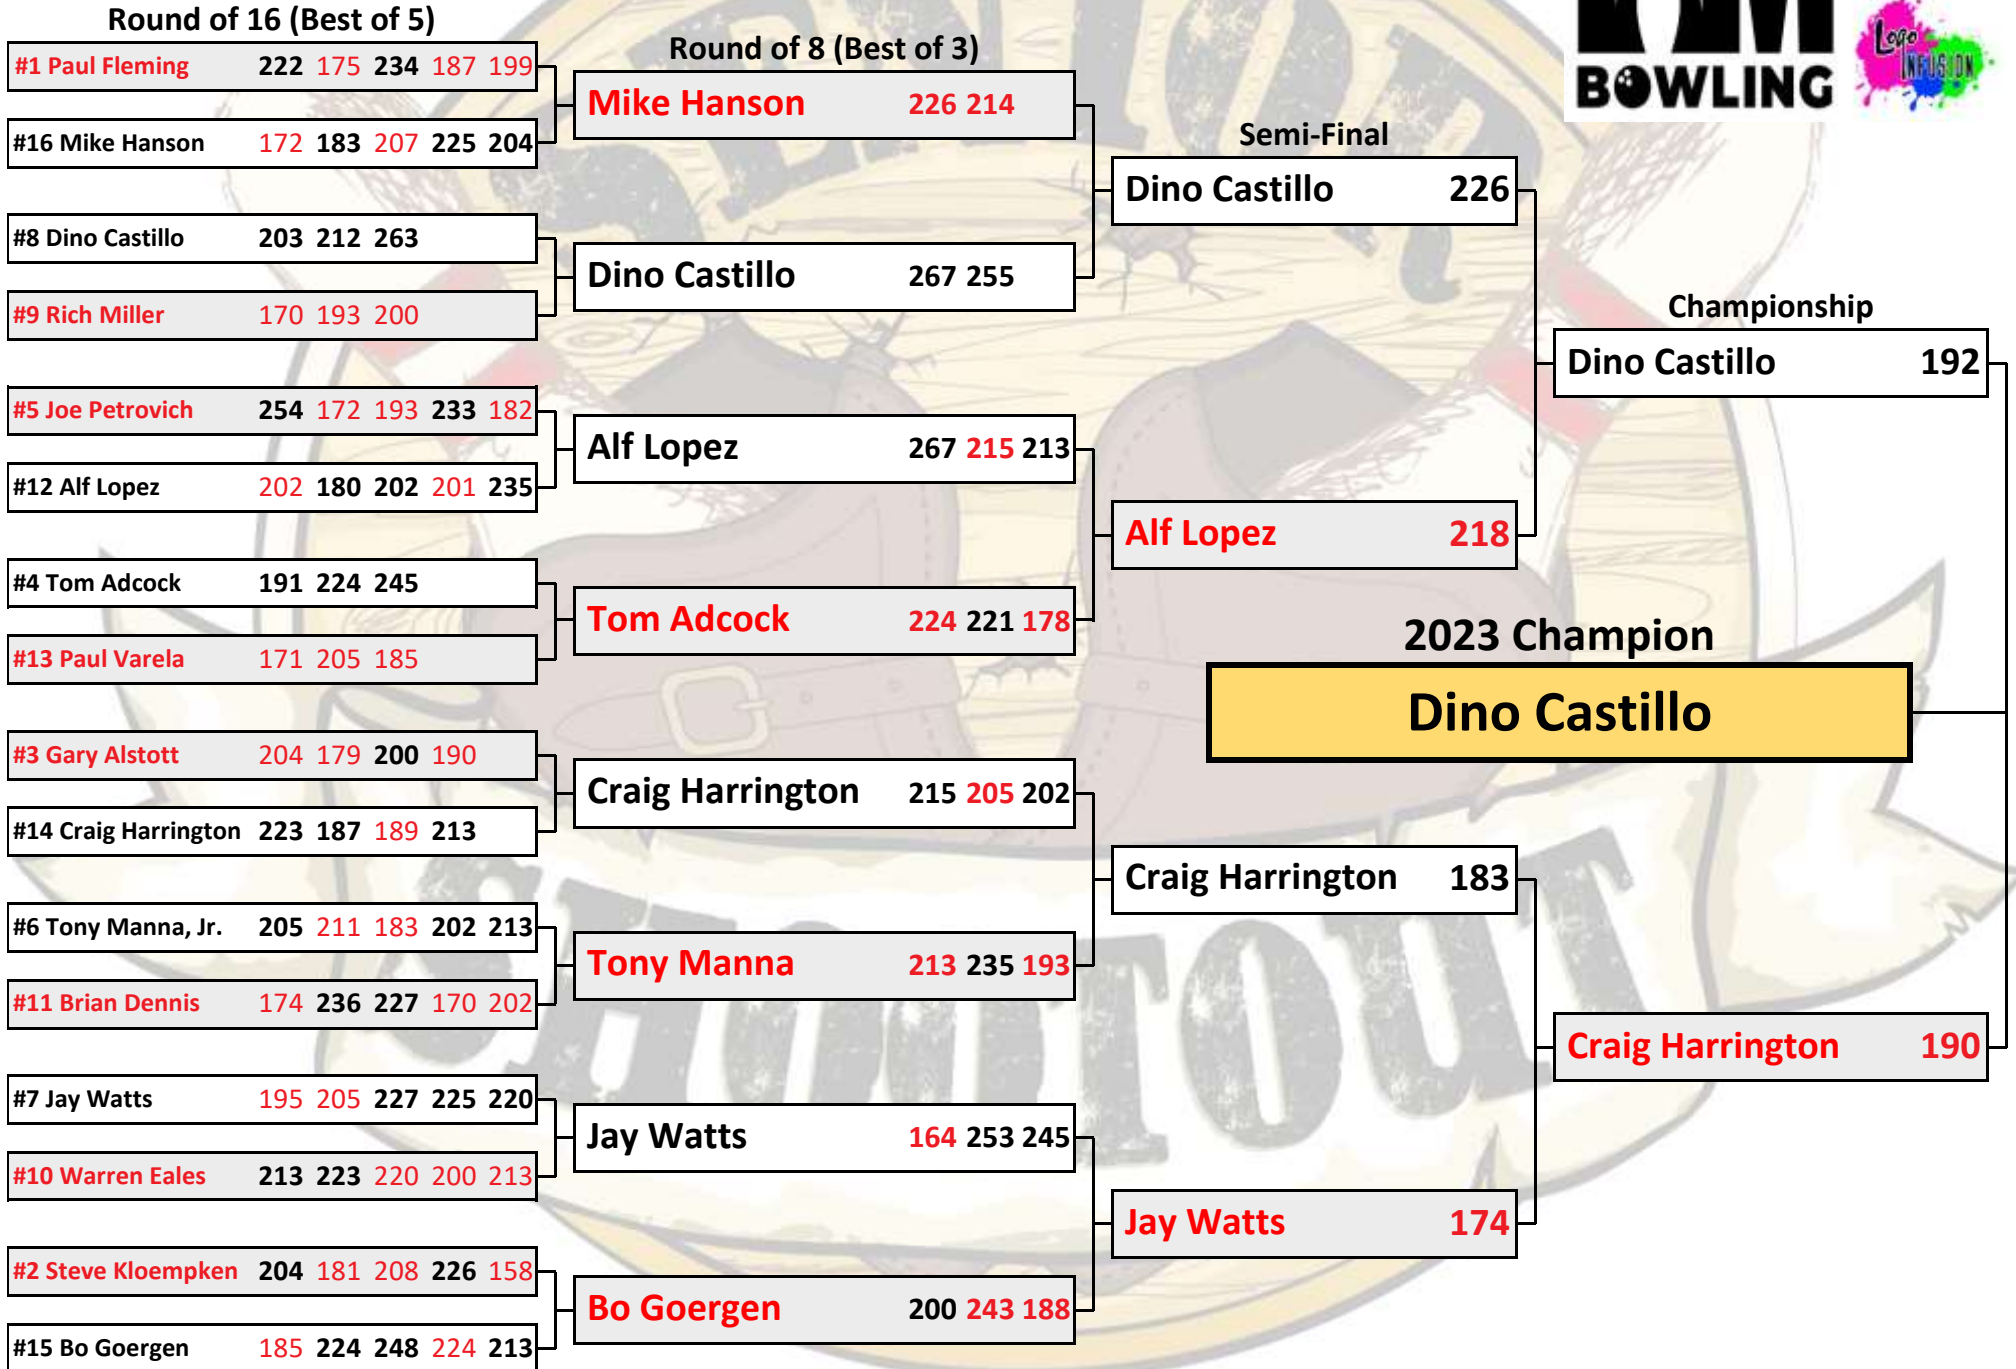 Round of 16 (Best of 5)
#1 Paul Fleming 222 175 234 187 199
#16 Mike Hanson 172 183 207 225 204
#8 Dino Castillo 203 212 263
#9 Rich Miller 170 193 200
#5 Joe Petrovich 254 172 193 233 182
#12 Alf Lopez 202 180 202 201 235
#4 Tom Adcock 191 224 245
#13 Paul Varela 171 205 185
#3 Gary Alstott 204 179 200 190
#14 Craig Harrington 223 187 189 213
#6 Tony Manna, Jr. 205 211 183 202 213
#11 Brian Dennis 174 236 227 170 202
#7 Jay Watts 195 205 227 225 220
#10 Warren Eales 213 223 220 200 213
#2 Steve Kloempken 204 181 208 226 158
#15 Bo Goergen 185 224 248 224 213
Round of 8 (Best of 3)
Mike Hanson 226 214
Dino Castillo 267 255
Alf Lopez 267 215 213
Tom Adcock 224 221 178
Craig Harrington 215 205 202
Tony Manna 213 235 193
Jay Watts 164 253 245
Bo Goergen 200 243 188
Semi-Final
Dino Castillo 226
Alf Lopez 218
Craig Harrington 183
Jay Watts 174
Championship
Dino Castillo 192
Craig Harrington 190
2023 Champion
Dino Castillo
BOWLING
Logo
INFUSION
SENIOR
SHOOTOUT